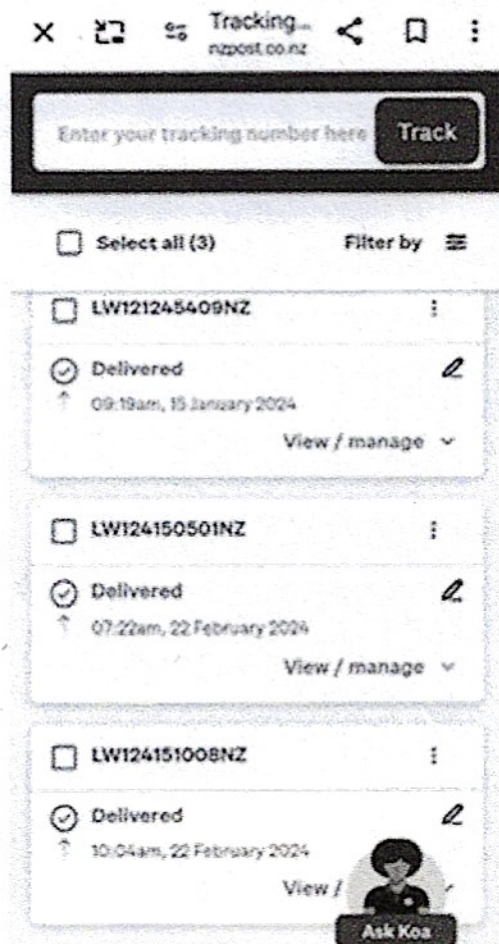 Tracking...
nzpost.co.nz
Enter your tracking number here
Track
Select all (3)
Filter by
LW121245409NZ
Delivered
09:19am, 15 January 2024
View / manage
LW124150501NZ
Delivered
07:22am, 22 February 2024
View / manage
LW124151008NZ
Delivered
10:04am, 22 February 2024
View /
Ask Koa